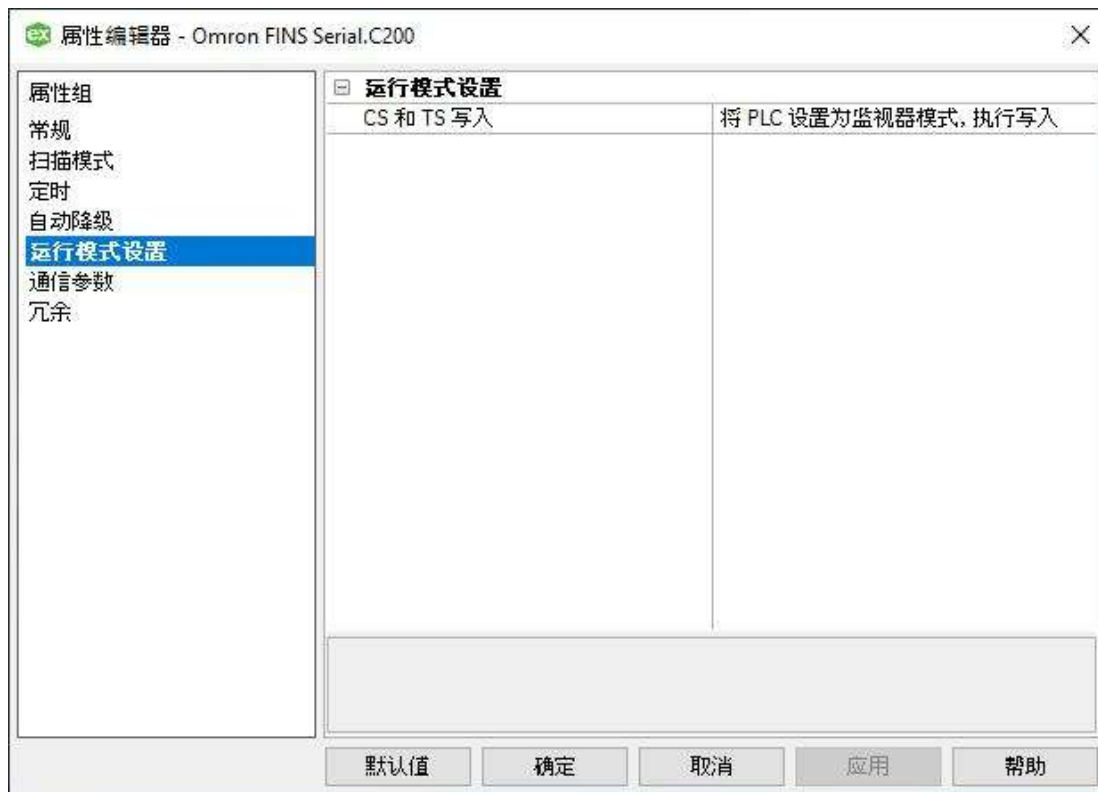 属性编辑器 - Omron FINS Serial.C200
属性组
常规
扫描模式
定时
自动降级
运行模式设置
通信参数
冗余
运行模式设置
CS 和 TS 写入 将 PLC 设置为监视器模式, 执行写入
默认值 确定 取消 应用 帮助